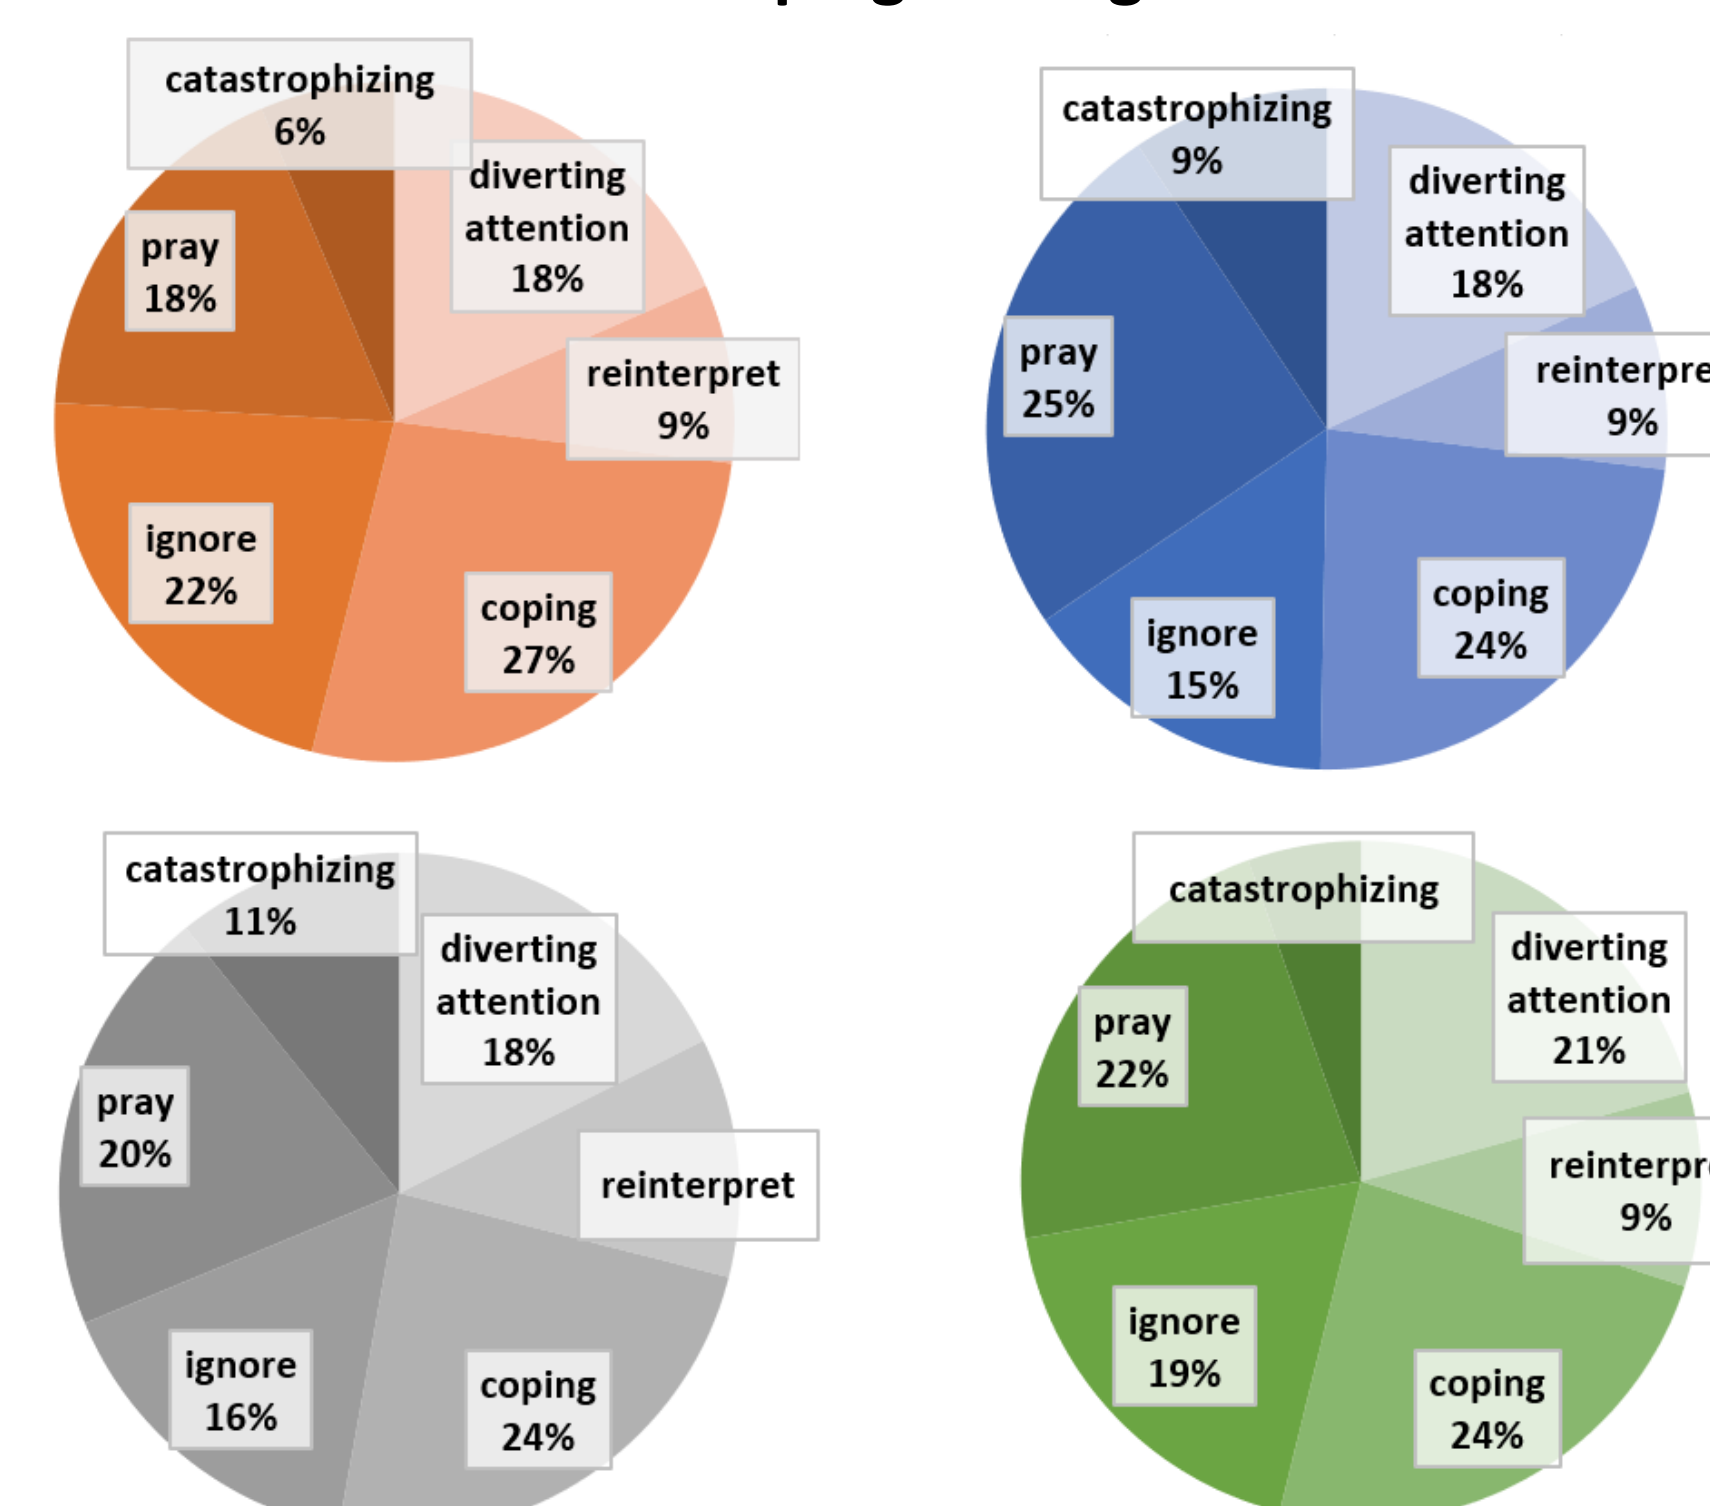 catastrophizing
6%
diverting
attention
18%
pray
18%
reinterpret
9%
ignore
22%
coping
27%
catastrophizing
9%
diverting
attention
18%
pray
25%
reinterpre
9%
coping
24%
ignore
15%
catastrophizing
11%
diverting
attention
18%
pray
20%
reinterpret
ignore
16%
coping
24%
catastrophizing
diverting
attention
21%
pray
22%
reinterpr
9%
ignore
19%
coping
24%